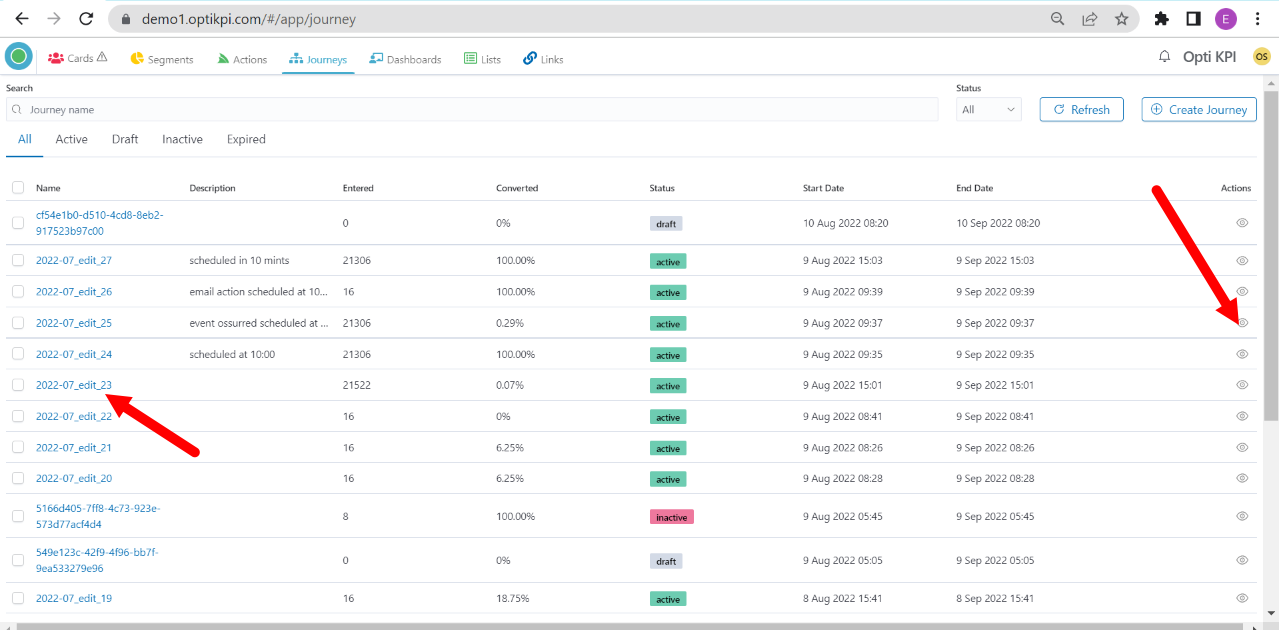 demo1.optikpi.com/#/app/journey
E
Cards Segments Actions Journeys Dashboards Lists Links Opti KPI OS
Search Status
Journey name All Refresh Create Journey
All Active Draft Inactive Expired
Name Description Entered Converted Status Start Date End Date Actions
cf54e1b0-d510-4cd8-8eb2-
917523b97c00 0 0% draft 10 Aug 2022 08:20 10 Sep 2022 08:20
2022-07_edit_27 scheduled in 10 mints 21306 100.00% active 9 Aug 2022 15:03 9 Sep 2022 15:03
2022-07_edit_26 email action scheduled at 10... 16 100.00% active 9 Aug 2022 09:39 9 Sep 2022 09:39
2022-07_edit_25 event ossurred scheduled at ... 21306 0.29% active 9 Aug 2022 09:37 9 Sep 2022 09:37
2022-07_edit_24 scheduled at 10:00 21306 100.00% active 9 Aug 2022 09:35 9 Sep 2022 09:35
2022-07_edit_23 21522 0.07% active 9 Aug 2022 15:01 9 Sep 2022 15:01
2022-07_edit_22 16 0% active 9 Aug 2022 08:41 9 Sep 2022 08:41
2022-07_edit_21 16 6.25% active 9 Aug 2022 08:26 9 Sep 2022 08:26
2022-07_edit_20 16 6.25% active 9 Aug 2022 08:28 9 Sep 2022 08:28
5166d405-7ff8-4c73-923e-
573d77acf4d4 8 100.00% inactive 9 Aug 2022 05:45 9 Sep 2022 05:45
549e123c-42f9-4f96-bb7f-
9ea533279e96 0 0% draft 9 Aug 2022 05:05 9 Sep 2022 05:05
2022-07_edit_19 16 18.75% active 8 Aug 2022 15:41 8 Sep 2022 15:41